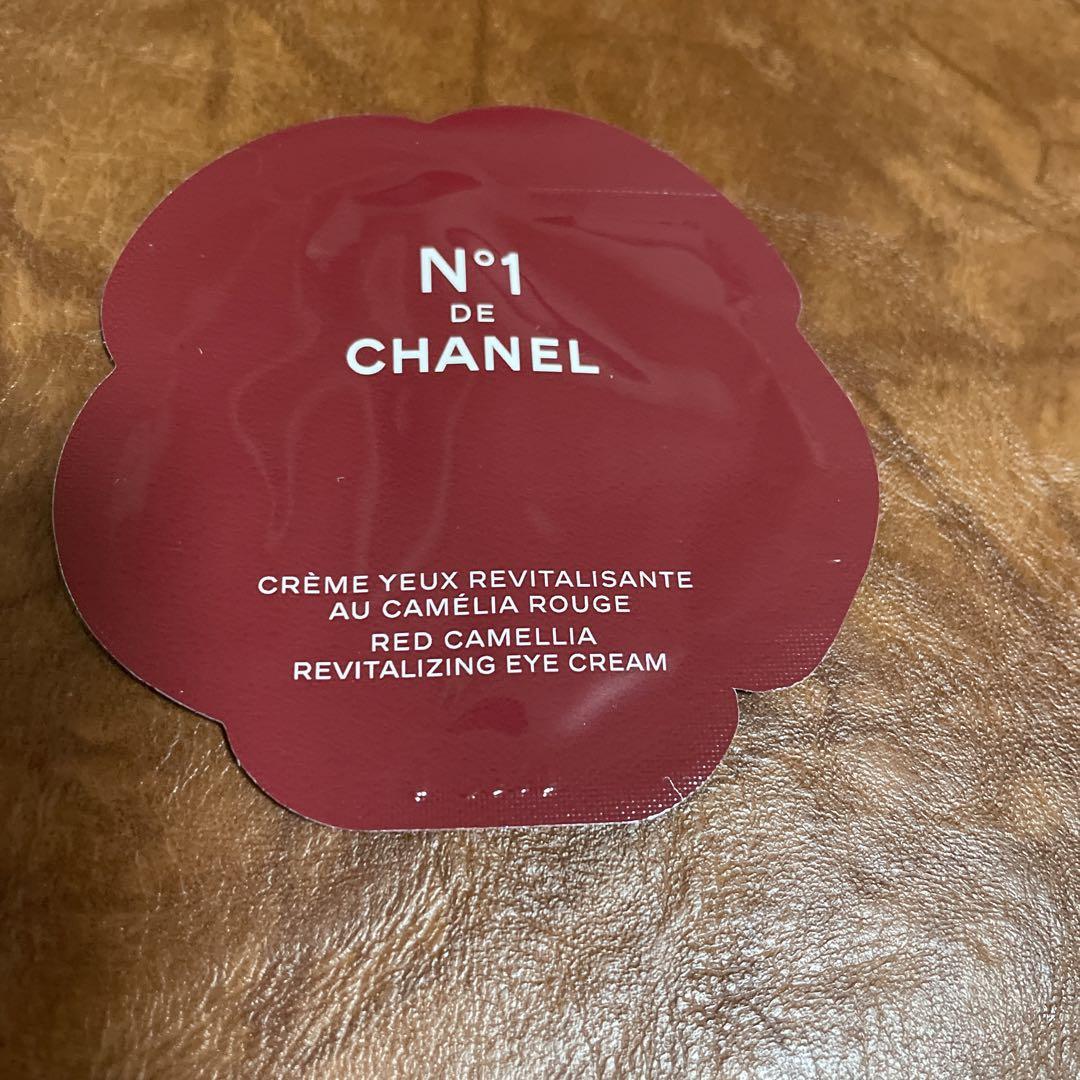 N°1
DE
CHANEL
CRÈME YEUX REVITALISANTE
AU CAMÉLIA ROUGE
RED CAMELLIA
REVITALIZING EYE CREAM